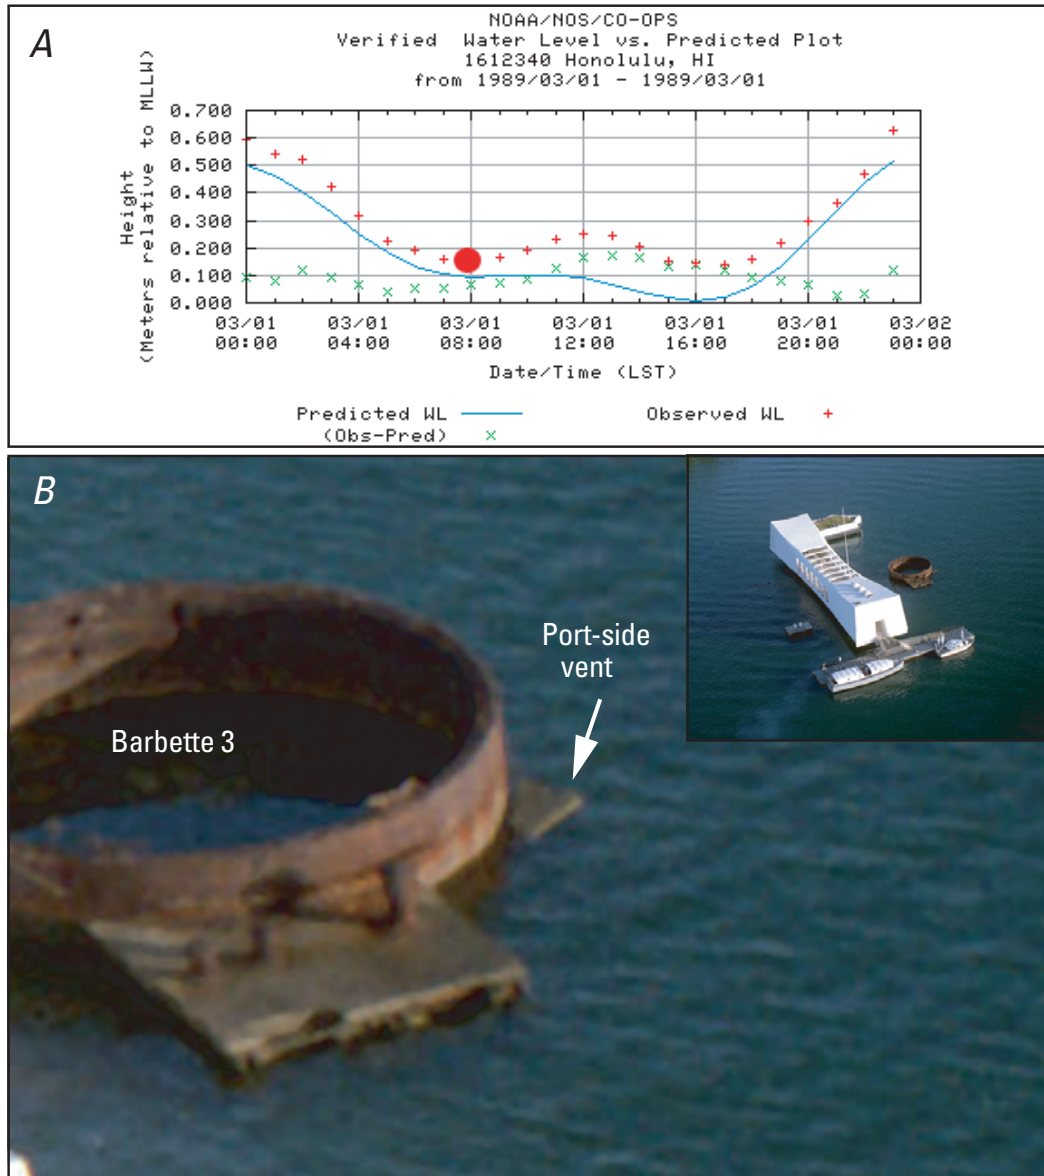 A
NOAA/NOS/CO-OPS
Verified Water Level vs. Predicted Plot
1612340 Honolulu, HI
from 1989/03/01 - 1989/03/01
Height
(Meters relative to MLLW)
0.700
0.600
0.500
0.400
0.300
0.200
0.100
0.000
03/01 03/01 03/01 03/01 03/01 03/01 03/02
00:00 04:00 08:00 12:00 16:00 20:00 00:00
Date/Time (LST)
Predicted WL Observed WL
(Obs-Pred)
B
Port-side
vent
Barbette 3